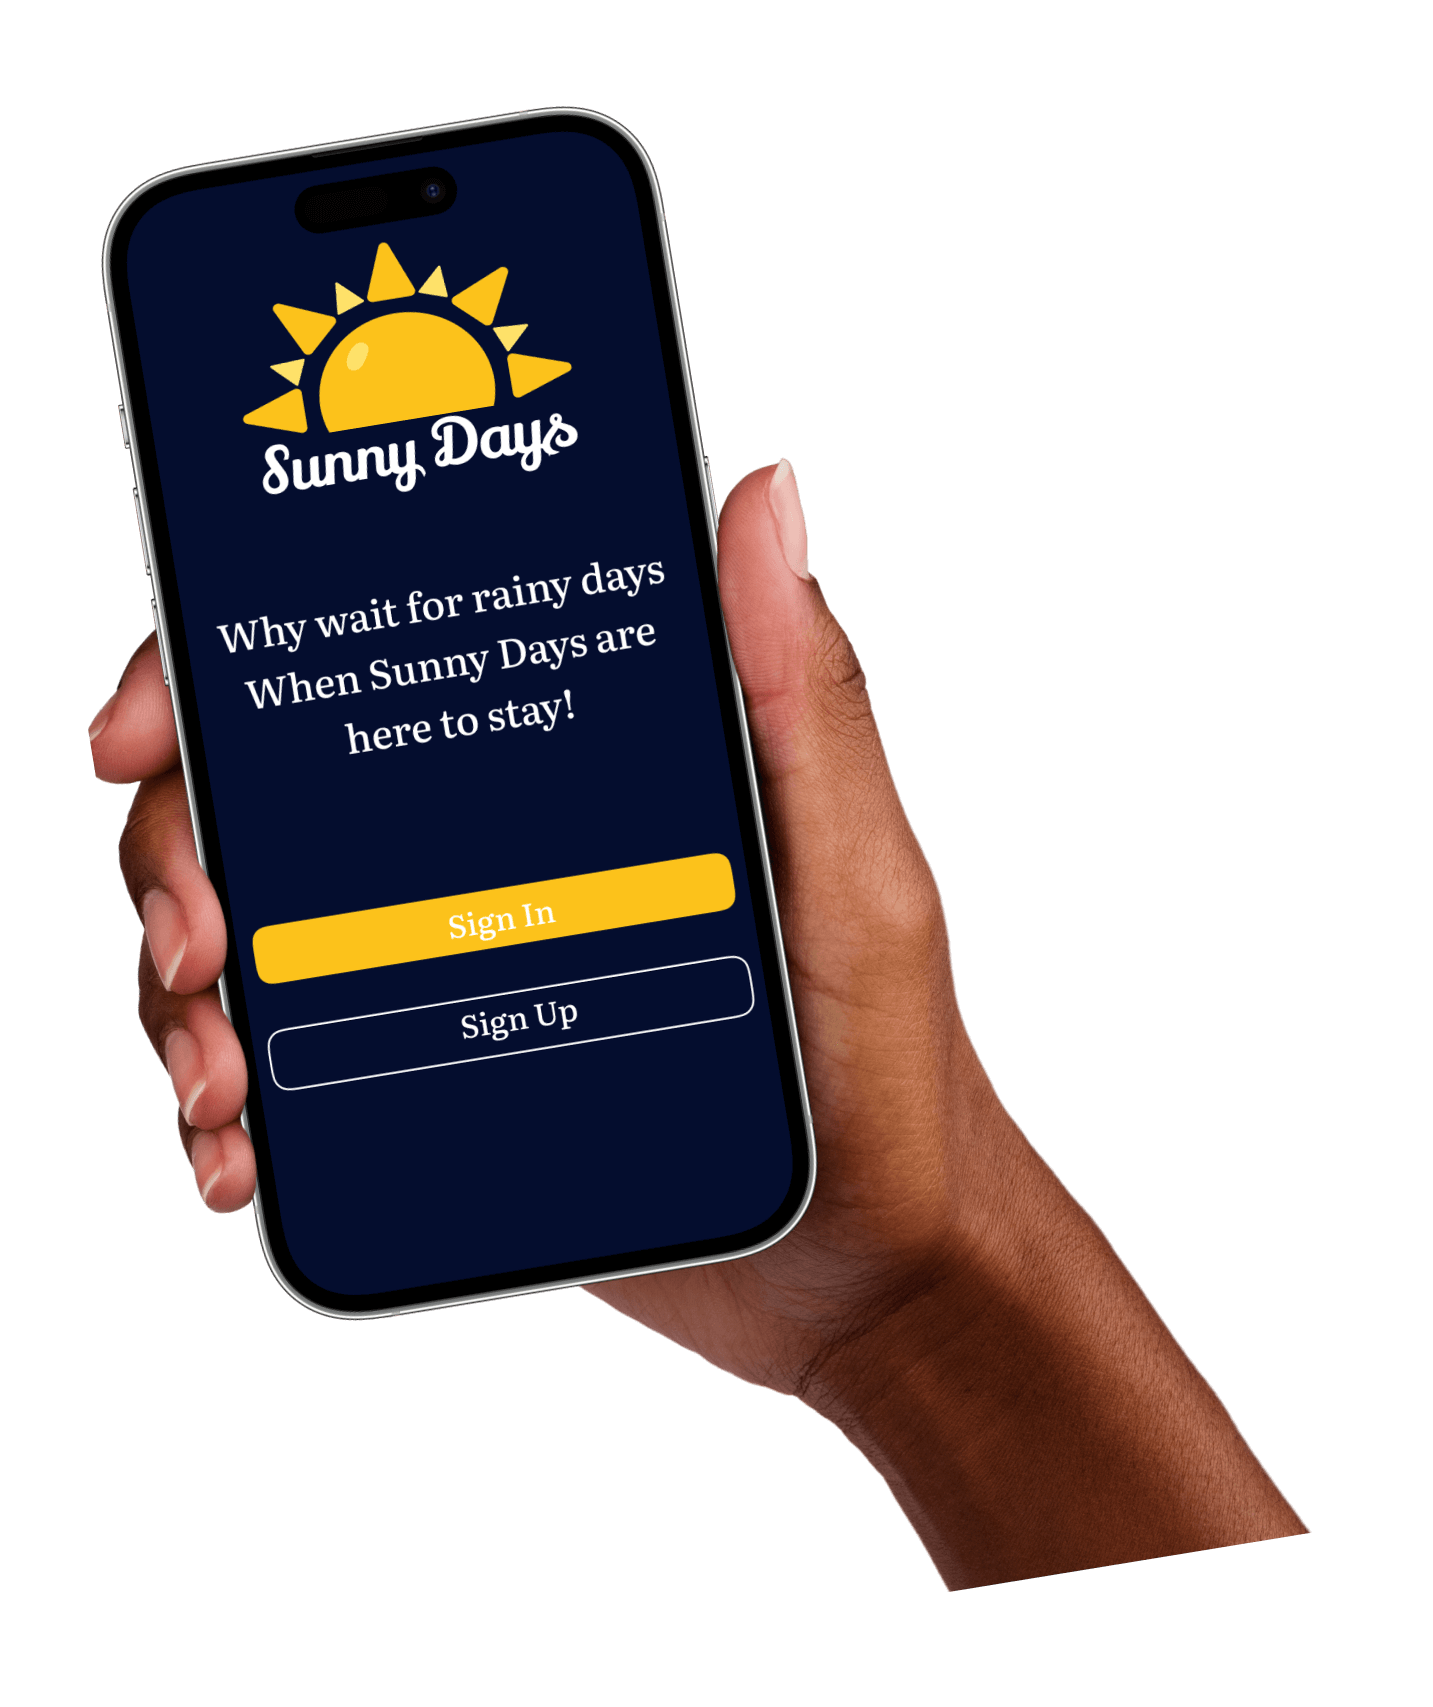 Sunny Days
Why wait for rainy days
When Sunny Days are
here to stay!
Sign In
Sign Up